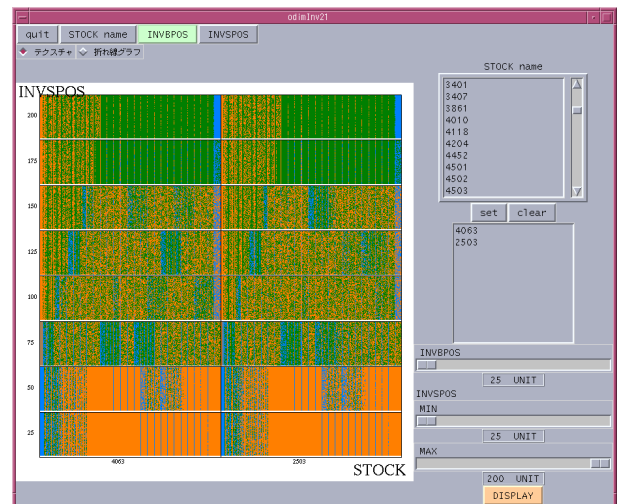 odimInv21
quit STOCK name INVBPOS INVSPOS
テクスチャ 折れ線グラフ
INVSPOS
200
175
150
125
100
75
50
25
4063 2503
STOCK
STOCK name
3401
3407
3861
4010
4118
4204
4452
4501
4502
4503
set clear
4063
2503
INVBPOS
25 UNIT
INVSPOS
MIN
25 UNIT
MAX
200 UNIT
DISPLAY